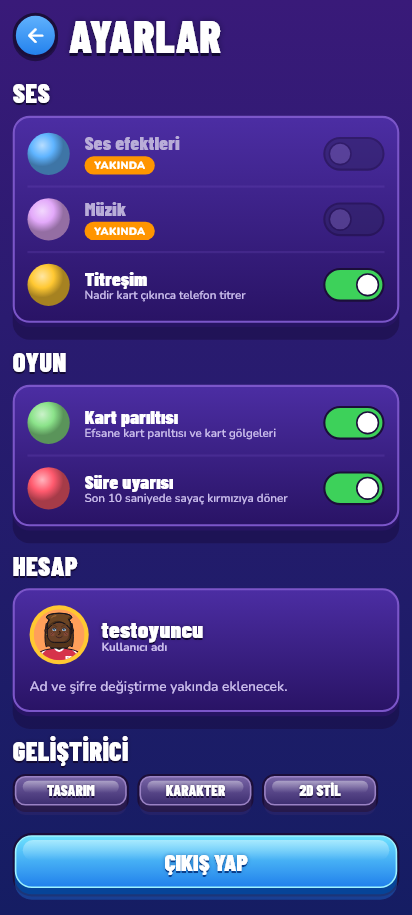 AYARLAR
SES
Ses efektleri
YAKINDA
Müzik
YAKINDA
Titreşim
Nadir kart çıkınca telefon titrer
OYUN
Kart parıltısı
Efsane kart parıltısı ve kart gölgeleri
Süre uyarısı
Son 10 saniyede sayaç kırmızıya döner
HESAP
testoyuncu
Kullanıcı adı
Ad ve şifre değiştirme yakında eklenecek.
GELİŞTİRİCİ
TASARIM KARAKTER 2D STİL
ÇIKIŞ YAP